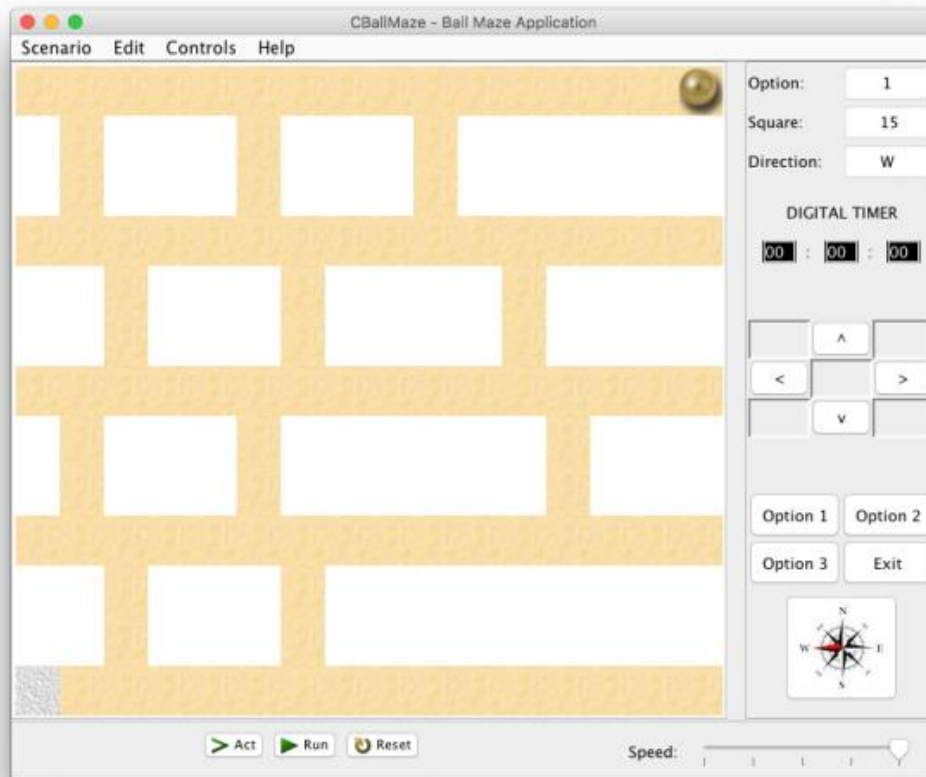 CBallMaze - Ball Maze Application
Scenario Edit Controls Help
Option: 1
Square: 15
Direction: W
DIGITAL TIMER
00 : 00 : 00
^
< >
v
Option 1 Option 2
Option 3 Exit
N
W E
S
Act Run Reset
Speed: